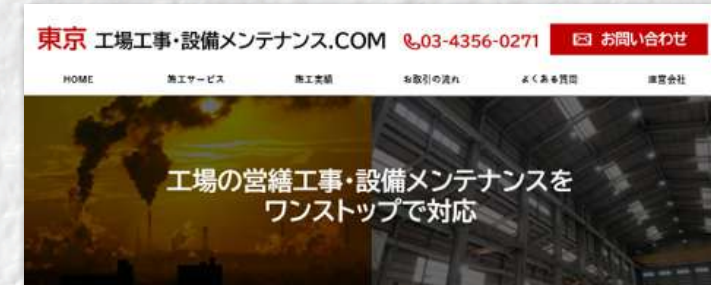 東京 工場工事・設備メンテナンス.COM 03-4356-0271 お問い合わせ
HOME 施工サービス 施工実績 お取引の流れ よくある質問 運営会社
工場の営繕工事・設備メンテナンスを
ワンストップで対応